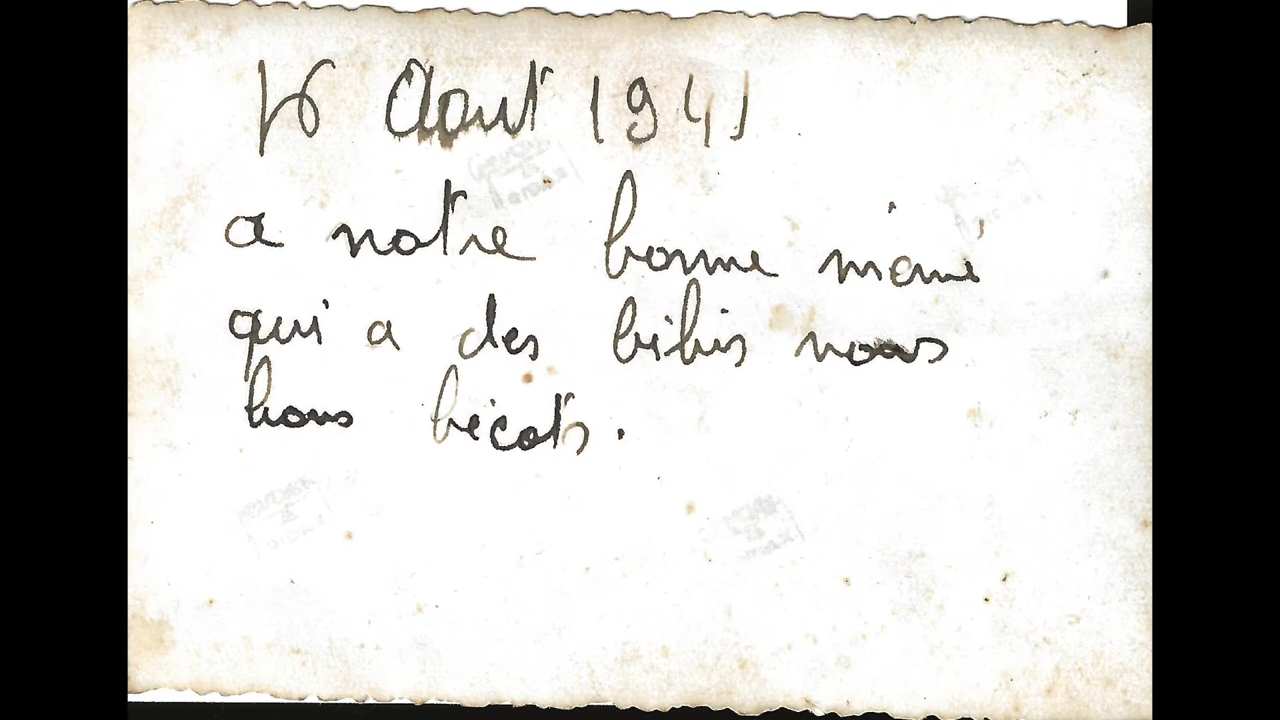 16 Aout 1941
a notre bonne mémé
qui a des bibis nous
bons bécots.